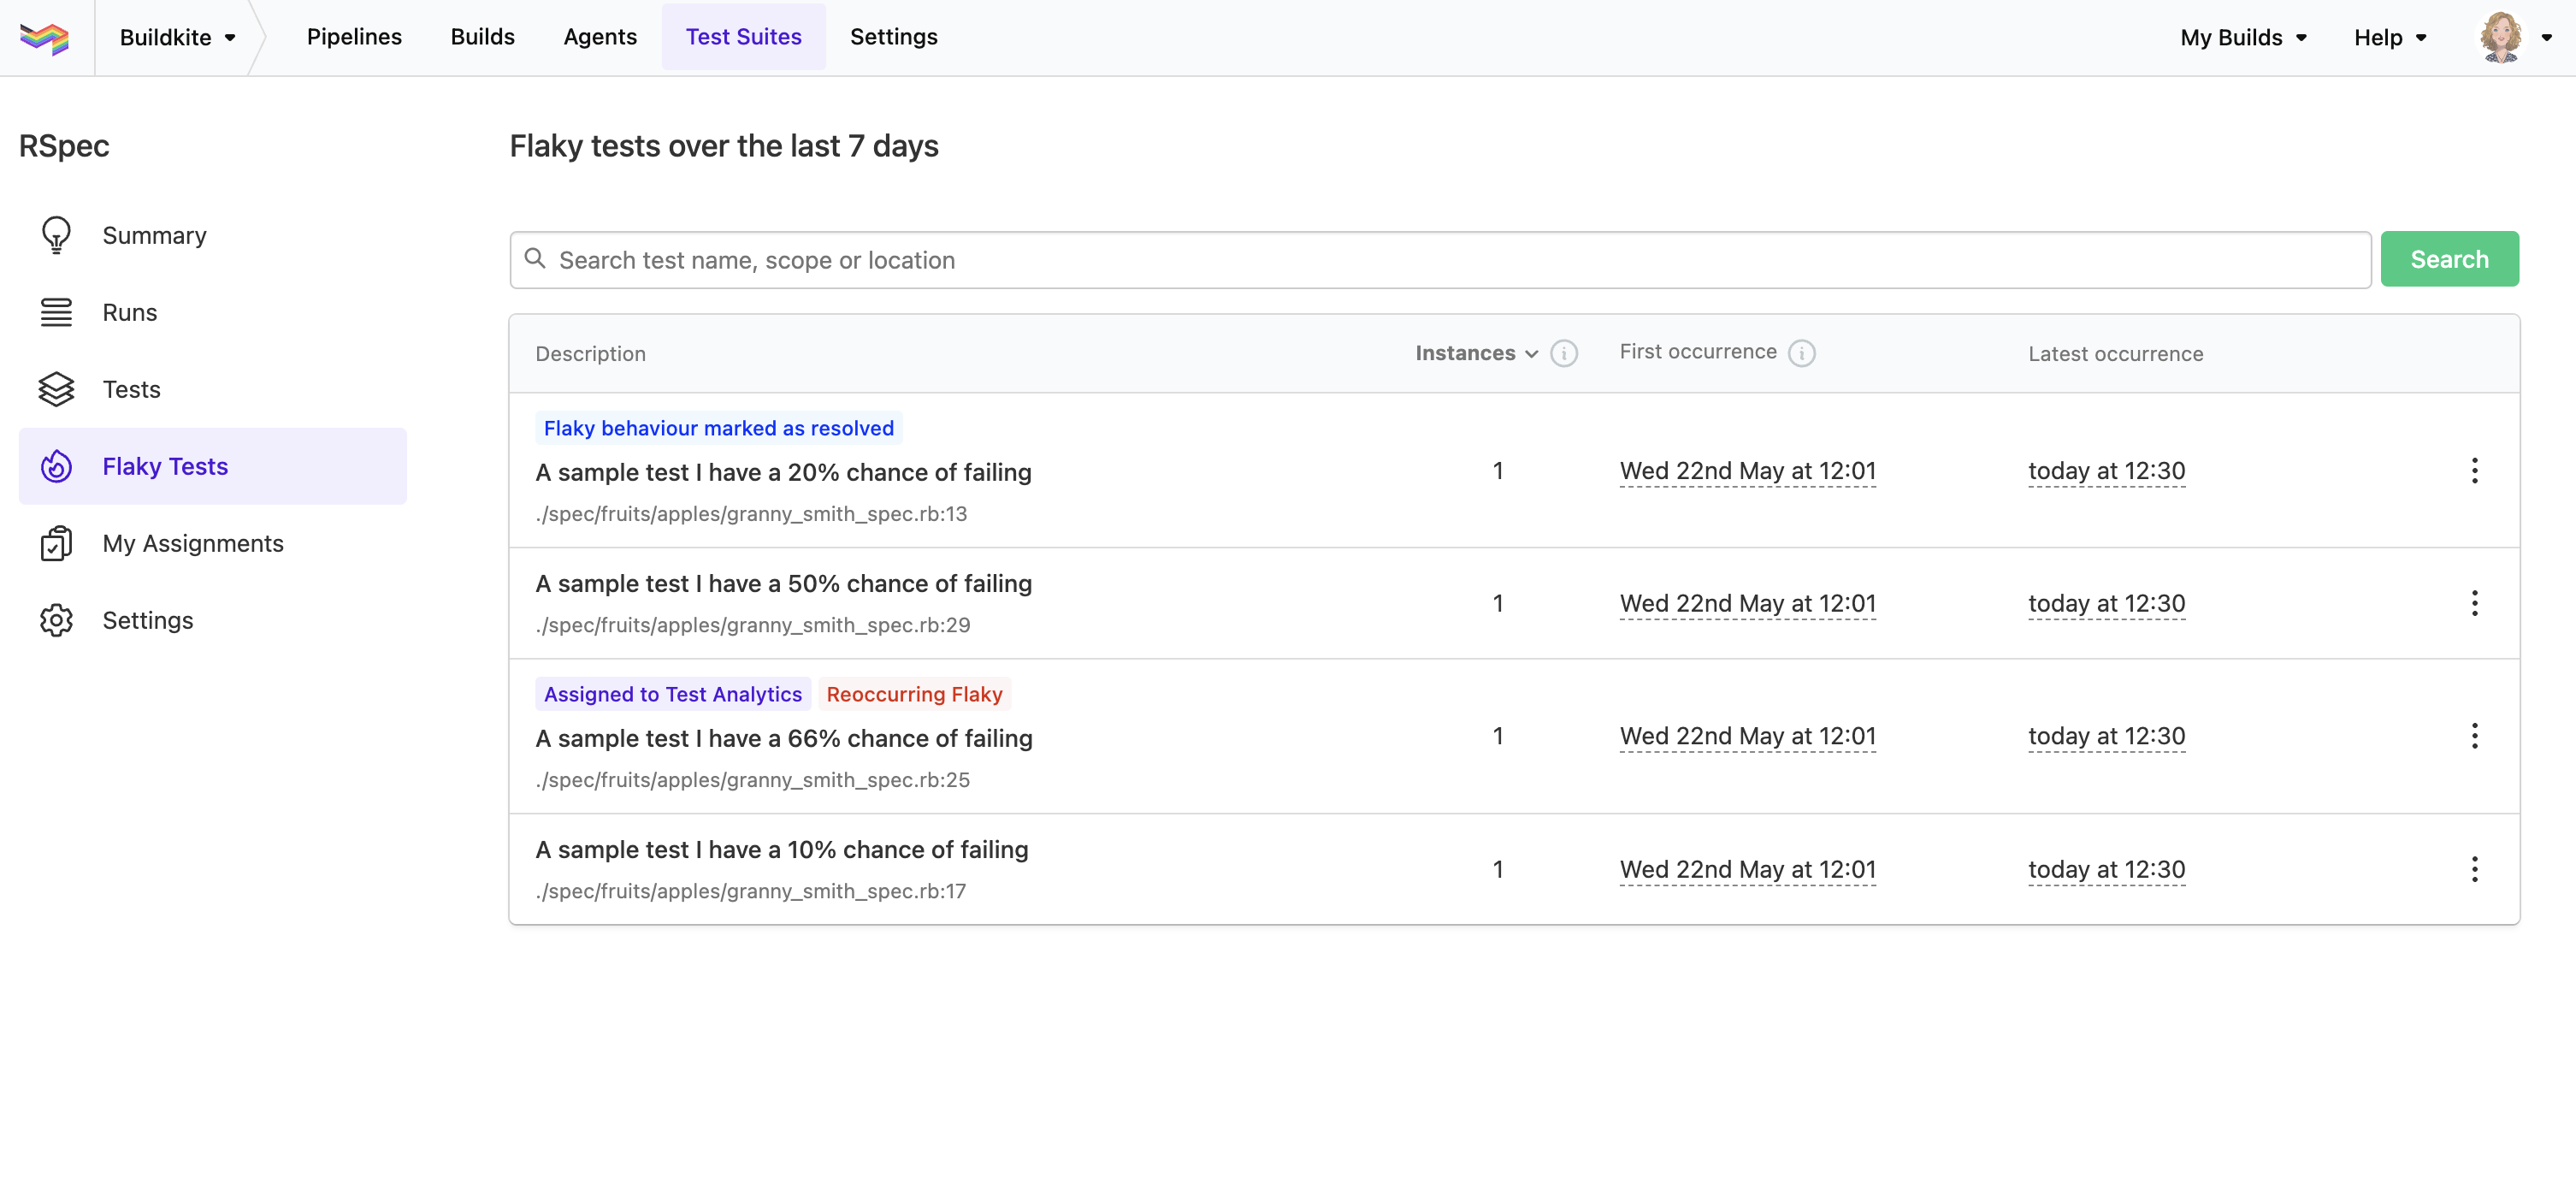 Buildkite Pipelines Builds Agents Test Suites Settings My Builds Help
RSpec
Summary
Runs
Tests
Flaky Tests
My Assignments
Settings
Flaky tests over the last 7 days
Search test name, scope or location Search
Description Instances First occurrence Latest occurrence
Flaky behaviour marked as resolved
A sample test I have a 20% chance of failing
./spec/fruits/apples/granny_smith_spec.rb:13
1 Wed 22nd May at 12:01 today at 12:30
A sample test I have a 50% chance of failing
./spec/fruits/apples/granny_smith_spec.rb:29
1 Wed 22nd May at 12:01 today at 12:30
Assigned to Test Analytics Reoccurring Flaky
A sample test I have a 66% chance of failing
./spec/fruits/apples/granny_smith_spec.rb:25
1 Wed 22nd May at 12:01 today at 12:30
A sample test I have a 10% chance of failing
./spec/fruits/apples/granny_smith_spec.rb:17
1 Wed 22nd May at 12:01 today at 12:30